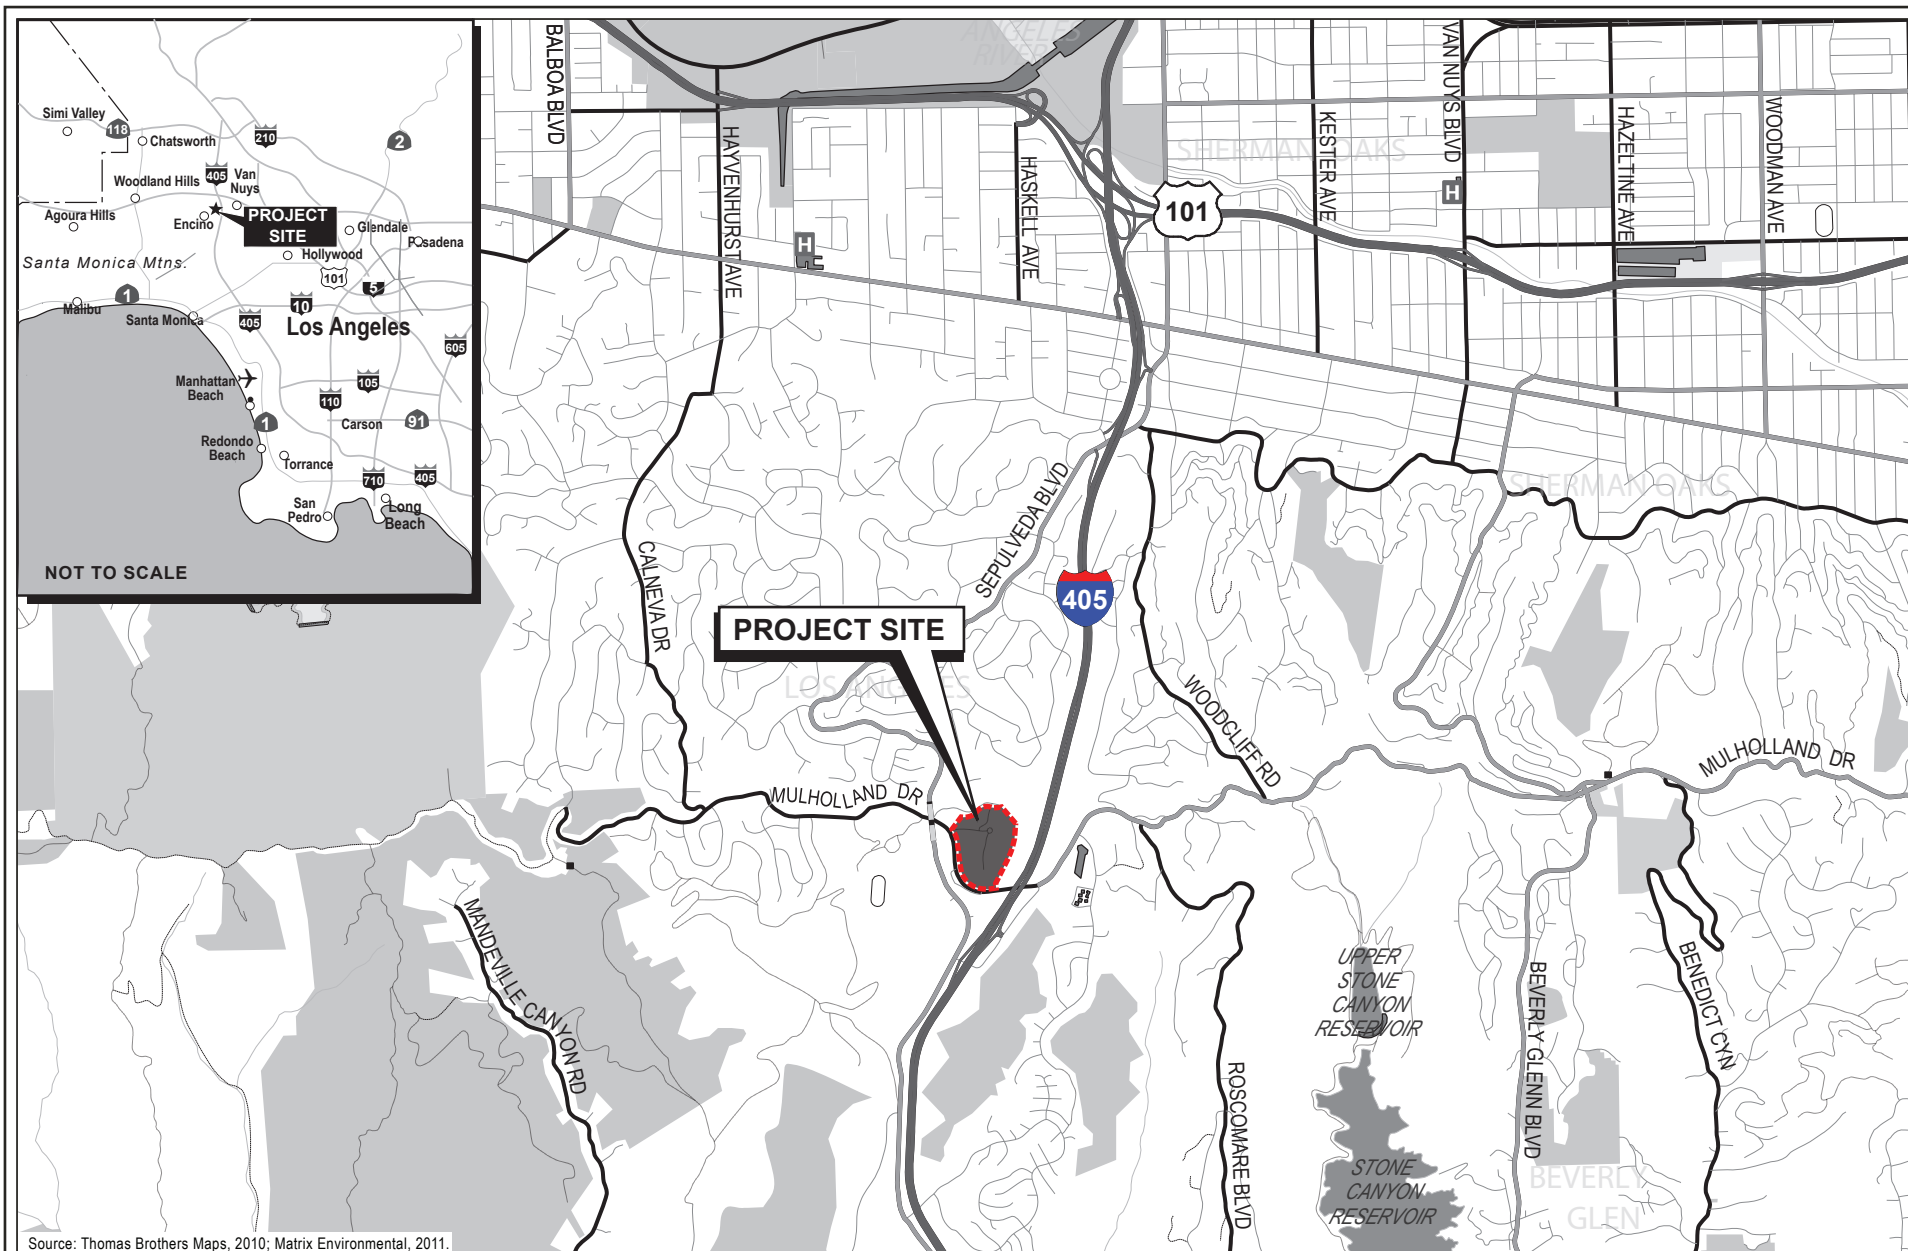 Simi Valley
118
Chatsworth
210
2
Woodland Hills
405
Van
Nuys
Agoura Hills
Encino
PROJECT
SITE
Glendale
Pasadena
Hollywood
Santa Monica Mtns.
101
1
5
10
Malibu
Santa Monica
405
Los Angeles
605
Manhattan
Beach
105
110
1
Carson
91
Redondo
Beach
Torrance
710
405
San
Pedro
Long
Beach
NOT TO SCALE
BALBOA BLVD
HAYVENHURST AVE
HASKELL AVE
ANGELES
RIVER
SHERMAN OAKS
KESTER AVE
VAN NUYS BLVD
HAZELTINE AVE
WOODMAN AVE
H
H
101
SHERMAN OAKS
SEPULVEDA BLVD
CALNEVA DR
405
PROJECT SITE
LOS ANGELES
WOODCLIFF RD
MULHOLLAND DR
MULHOLLAND DR
MANDEVILLE CANYON RD
UPPER
STONE
CANYON
RESERVOIR
ROSCOMARE BLVD
STONE
CANYON
RESERVOIR
BEVERLY GLENN BLVD
BENEDICT CYN
BEVERLY
GLEN
Source: Thomas Brothers Maps, 2010; Matrix Environmental, 2011.